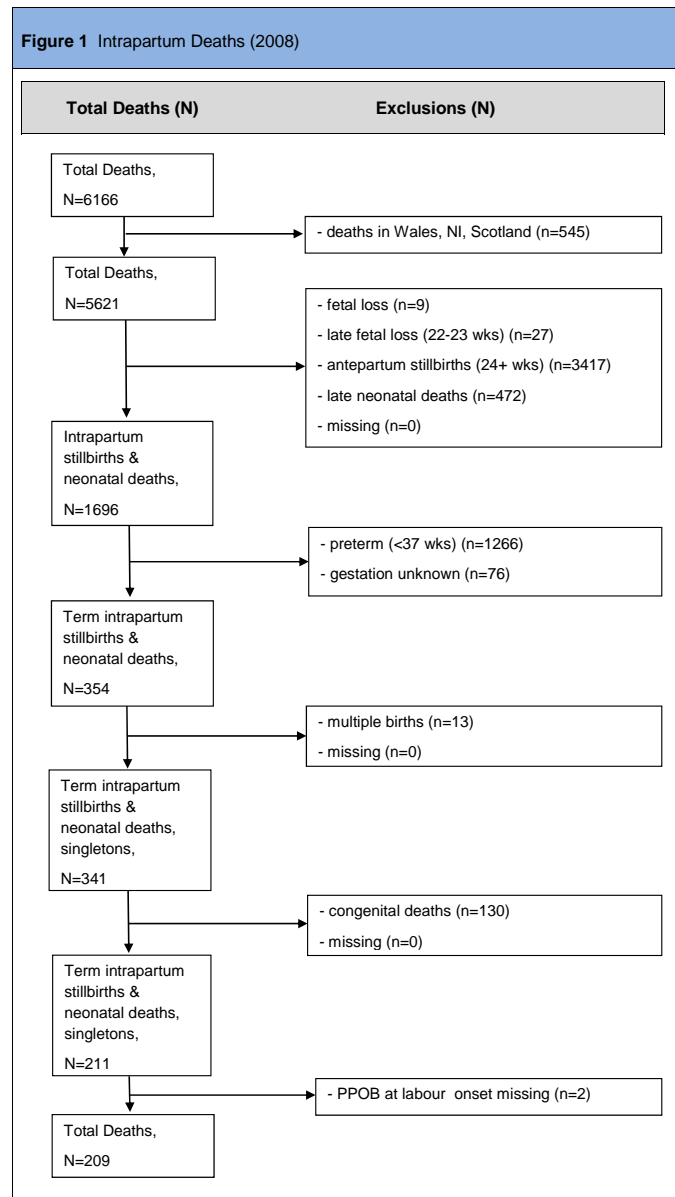 Figure 1 Intrapartum Deaths (2008)
Total Deaths (N) Exclusions (N)
Total Deaths,
N=6166
- deaths in Wales, NI, Scotland (n=545)
Total Deaths,
N=5621
- fetal loss (n=9)
- late fetal loss (22-23 wks) (n=27)
- antepartum stillbirths (24+ wks) (n=3417)
- late neonatal deaths (n=472)
- missing (n=0)
Intrapartum
stillbirths &
neonatal deaths,
N=1696
- preterm (<37 wks) (n=1266)
- gestation unknown (n=76)
Term intrapartum
stillbirths &
neonatal deaths,
N=354
- multiple births (n=13)
- missing (n=0)
Term intrapartum
stillbirths &
neonatal deaths,
singletons,
N=341
- congenital deaths (n=130)
- missing (n=0)
Term intrapartum
stillbirths &
neonatal deaths,
singletons,
N=211
- PPOB at labour onset missing (n=2)
Total Deaths,
N=209